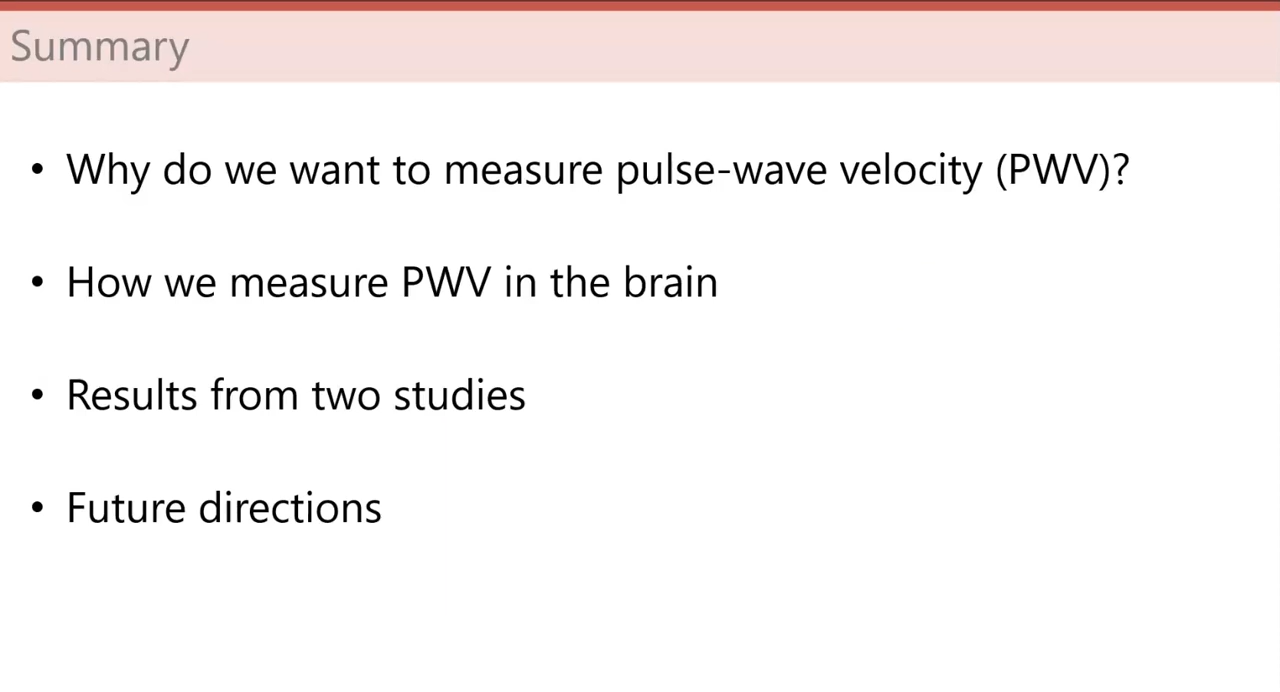 Summary
• Why do we want to measure pulse-wave velocity (PWV)?
• How we measure PWV in the brain
• Results from two studies
• Future directions